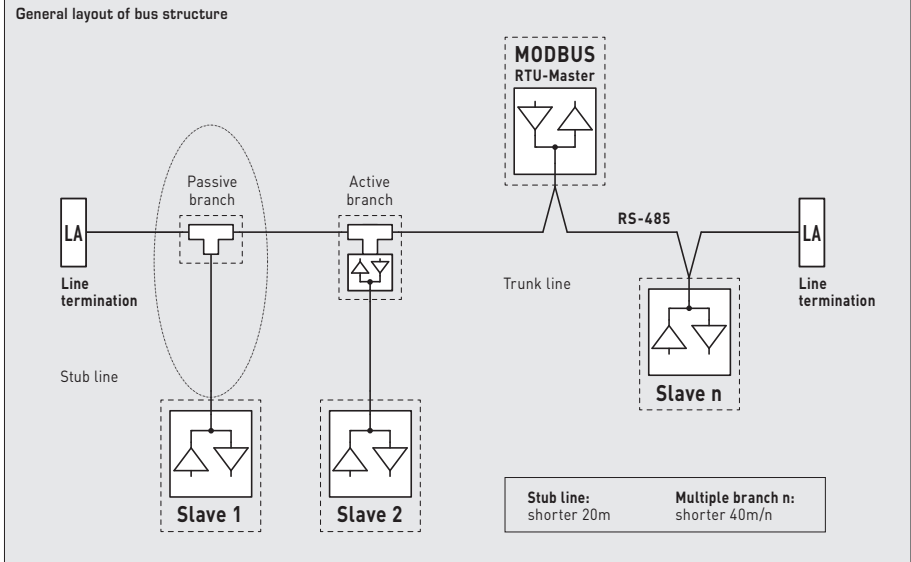 General layout of bus structure
MODBUS
RTU-Master
Passive
branch
Active
branch
LA
RS-485
LA
Line
termination
Trunk line
Line
termination
Stub line
Slave n
Slave 1
Slave 2
Stub line:
shorter 20m
Multiple branch n:
shorter 40m/n